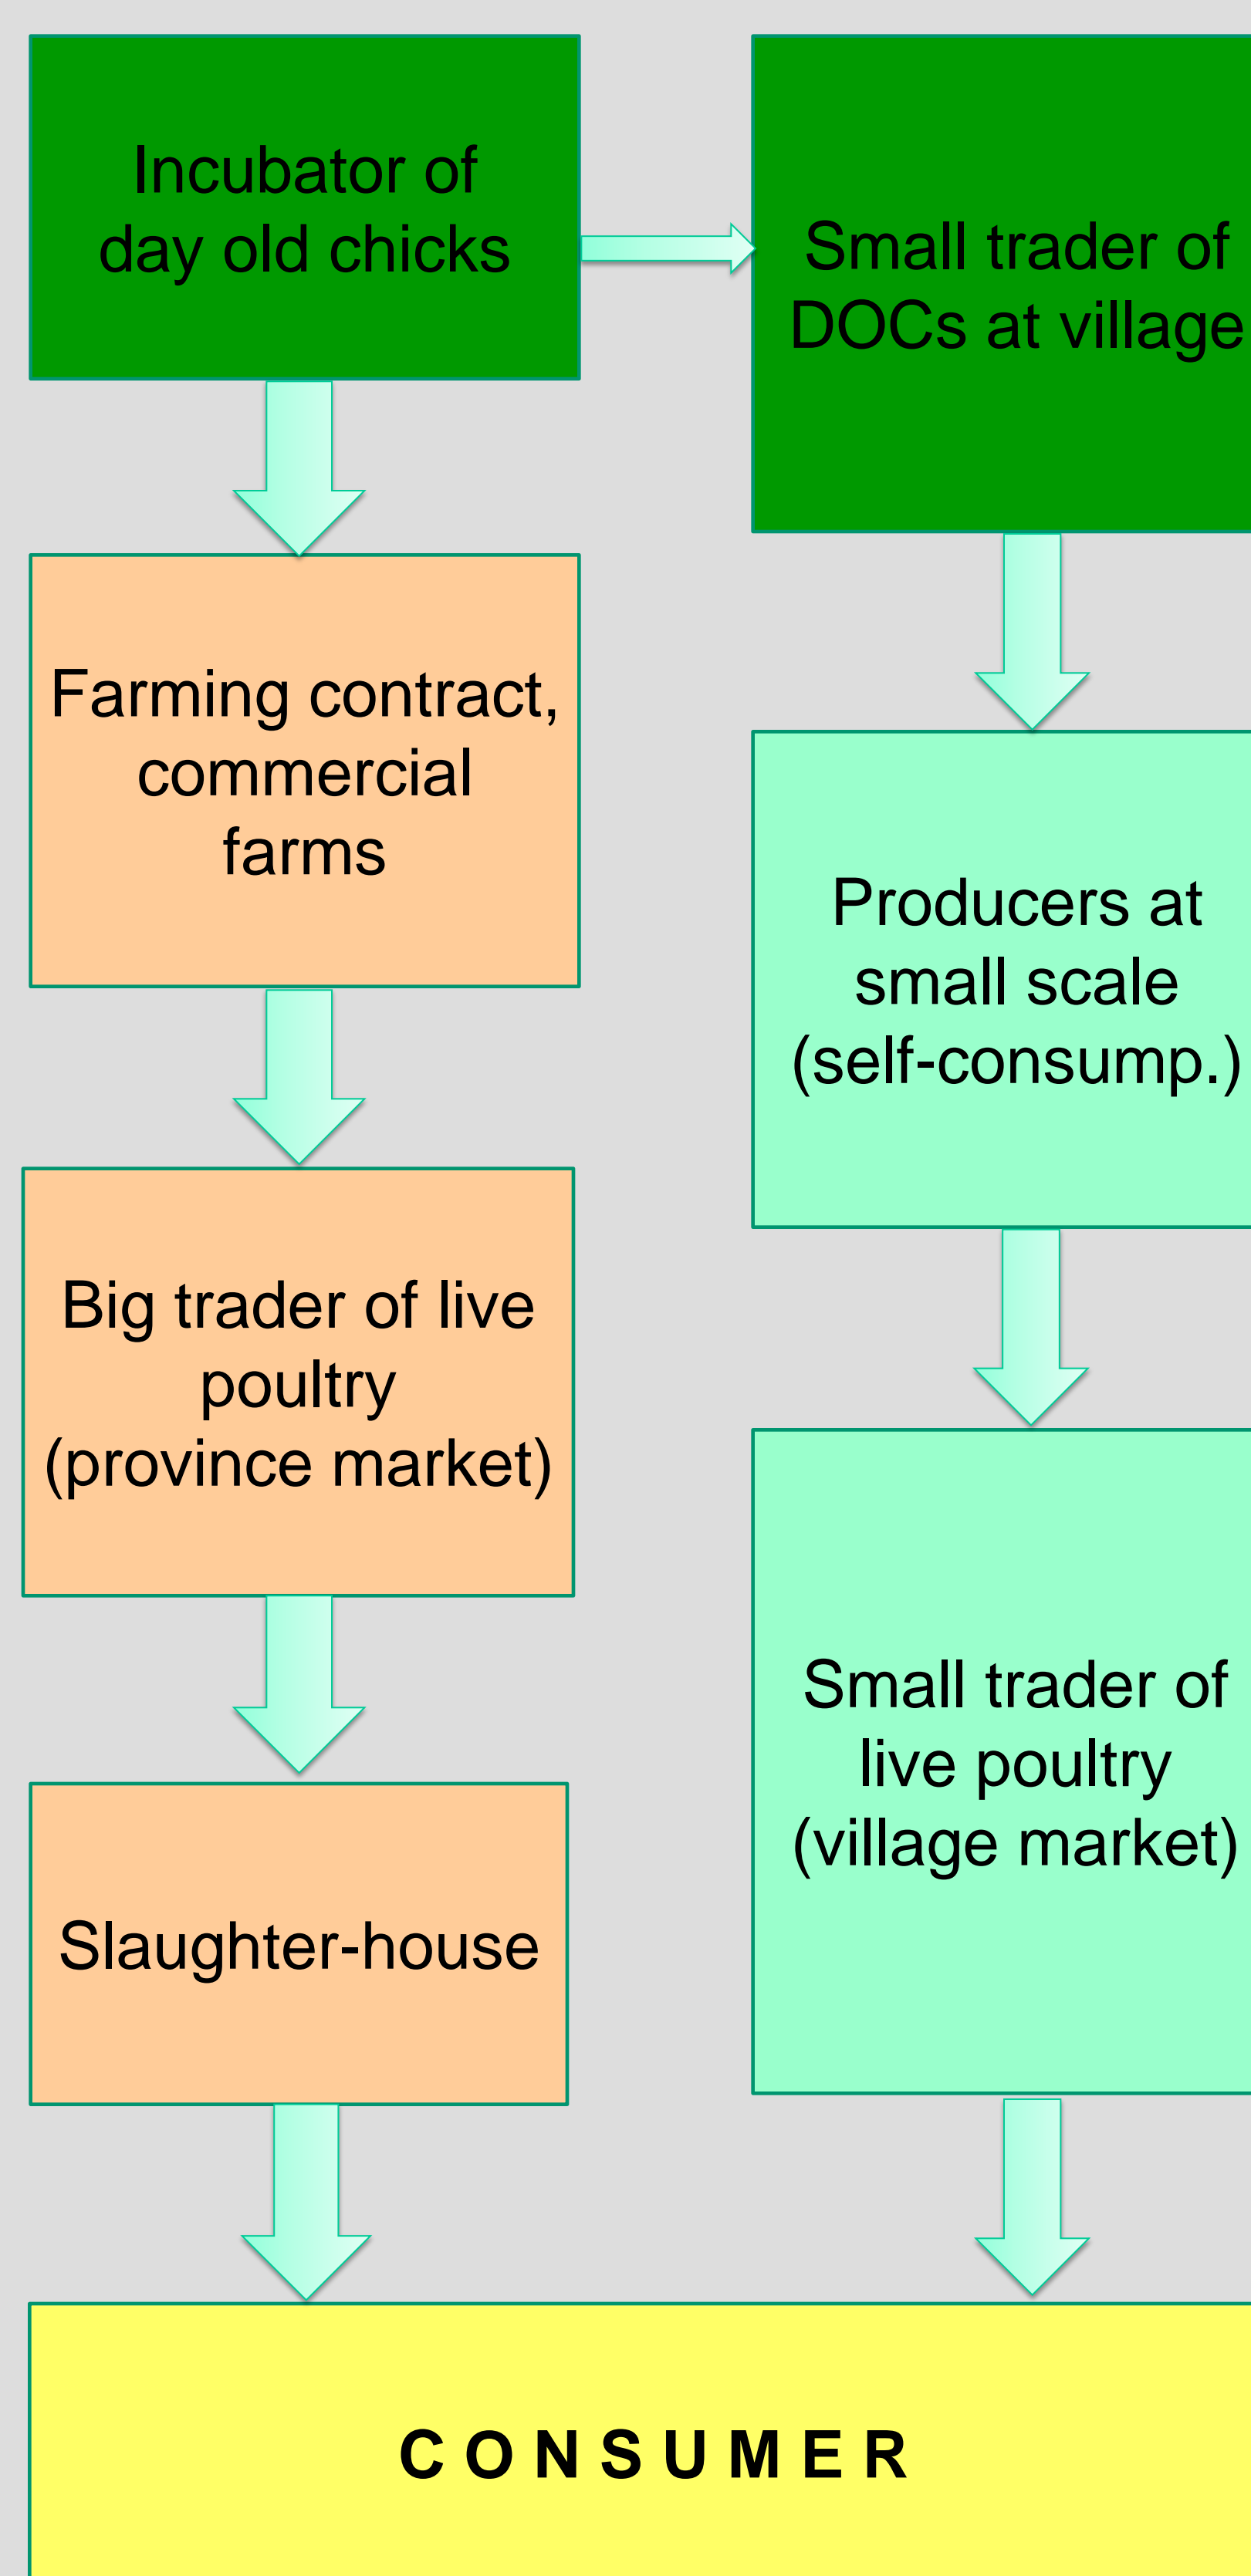 Incubator of
day old chicks
Small trader of
DOCs at village
Farming contract,
commercial
farms
Producers at
small scale
(self-consump.)
Big trader of live
poultry
(province market)
Small trader of
live poultry
(village market)
Slaughter-house
C O N S U M E R